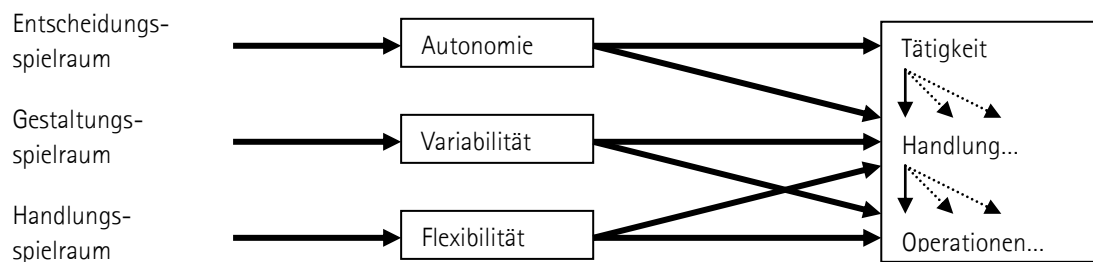 Entscheidungs-
spielraum
Autonomie
Tätigkeit
Gestaltungs-
spielraum
Variabilität
Handlung...
Handlungs-
spielraum
Flexibilität
Operationen...